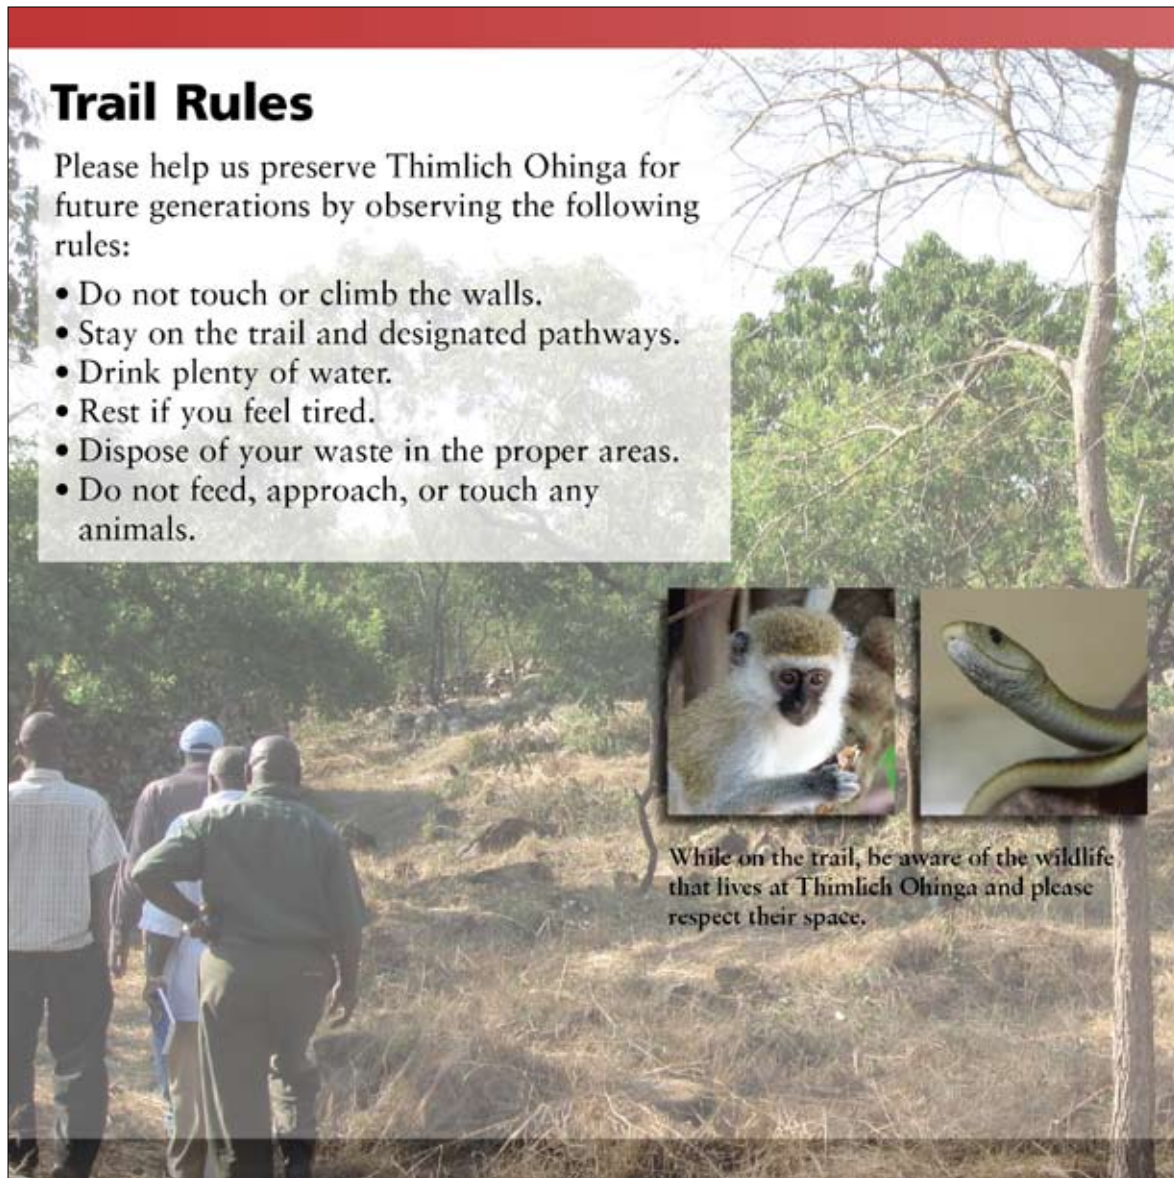 Trail Rules
Please help us preserve Thimlich Ohinga for
future generations by observing the following
rules:
• Do not touch or climb the walls.
• Stay on the trail and designated pathways.
• Drink plenty of water.
• Rest if you feel tired.
• Dispose of your waste in the proper areas.
• Do not feed, approach, or touch any
animals.
While on the trail, be aware of the wildlife
that lives at Thimlich Ohinga and please
respect their space.